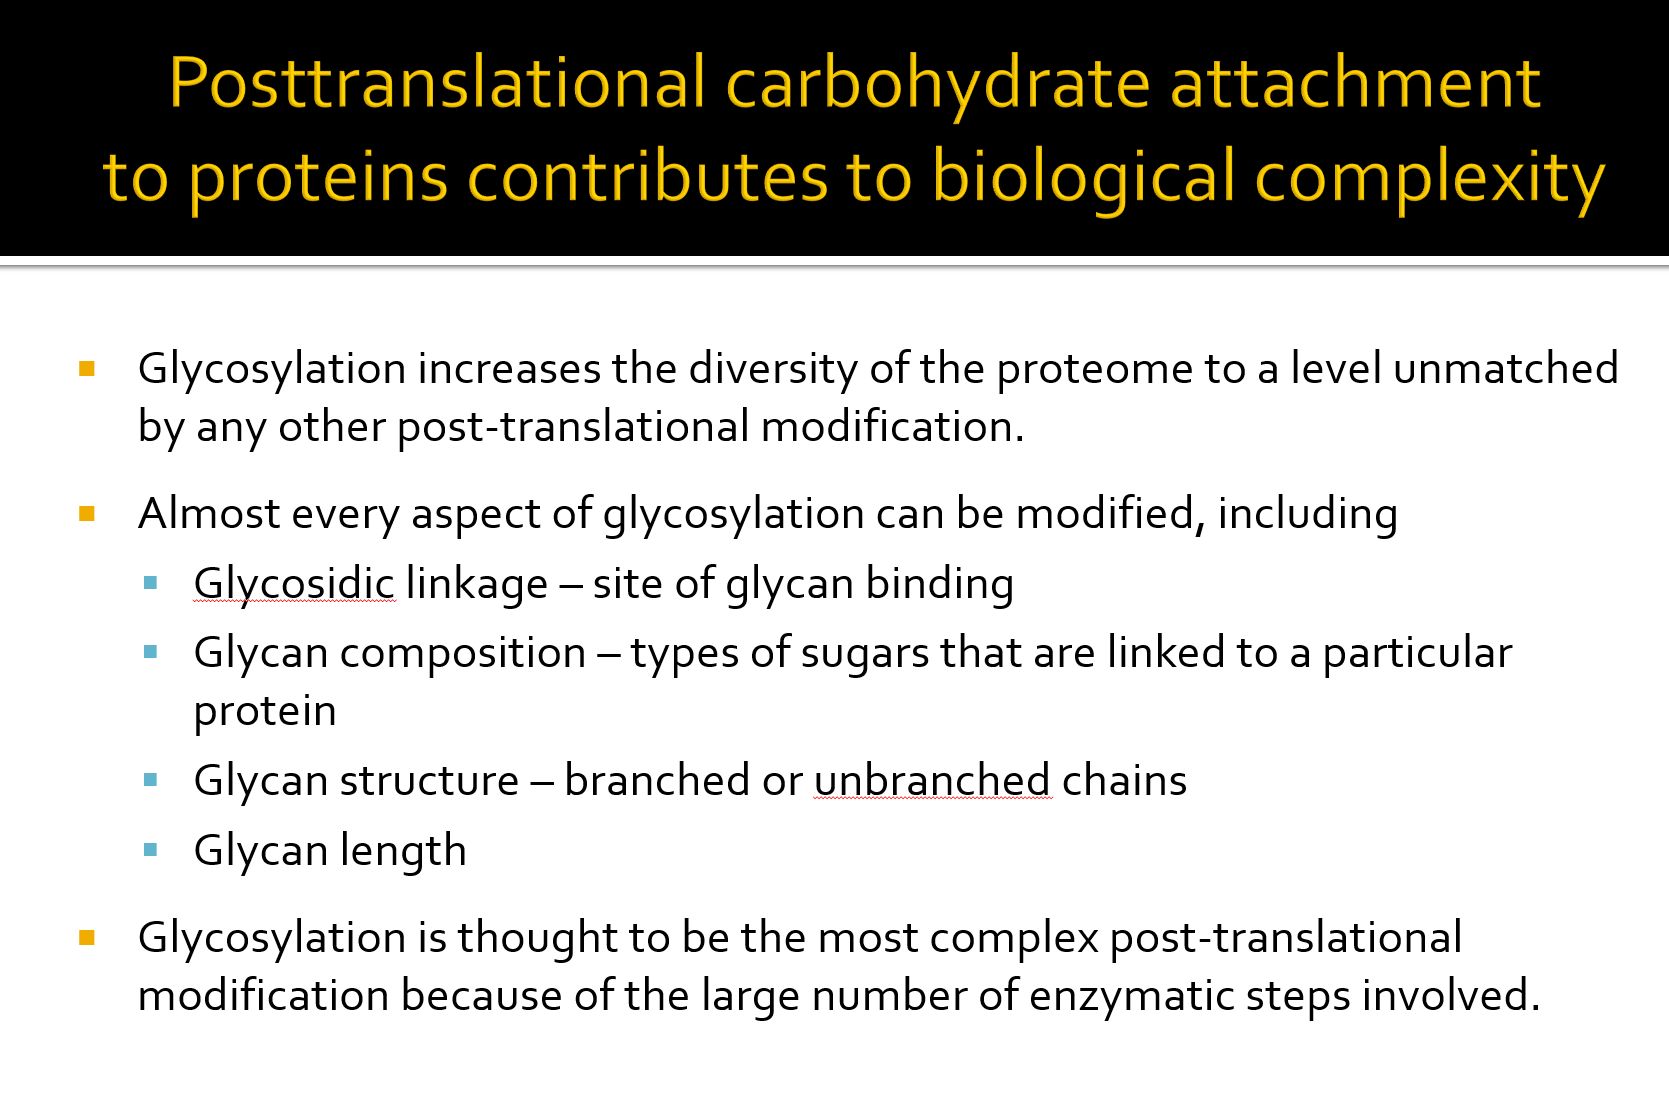 Posttranslational carbohydrate attachment
to proteins contributes to biological complexity
Glycosylation increases the diversity of the proteome to a level unmatched
by any other post-translational modification.
Almost every aspect of glycosylation can be modified, including
Glycosidic linkage – site of glycan binding
Glycan composition – types of sugars that are linked to a particular
protein
Glycan structure – branched or unbranched chains
Glycan length
Glycosylation is thought to be the most complex post-translational
modification because of the large number of enzymatic steps involved.